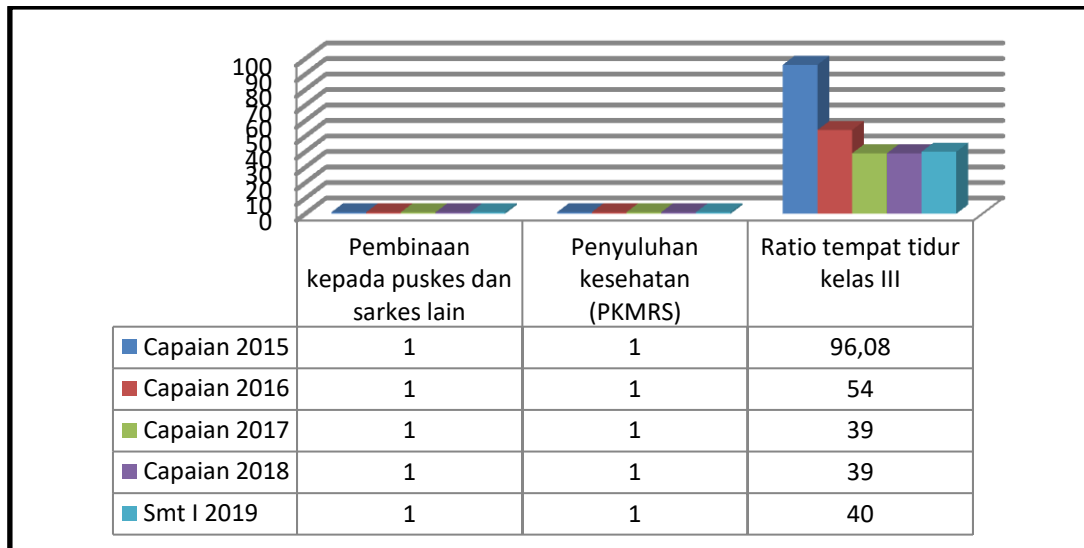 100
90
80
70
60
50
40
30
20
10
0
Pembinaan
kepada puskes dan
sarkes lain
Penyuluhan
kesehatan
(PKMRS)
Ratio tempat tidur
kelas III
Capaian 2015 1 1 96,08
Capaian 2016 1 1 54
Capaian 2017 1 1 39
Capaian 2018 1 1 39
Smt I 2019 1 1 40